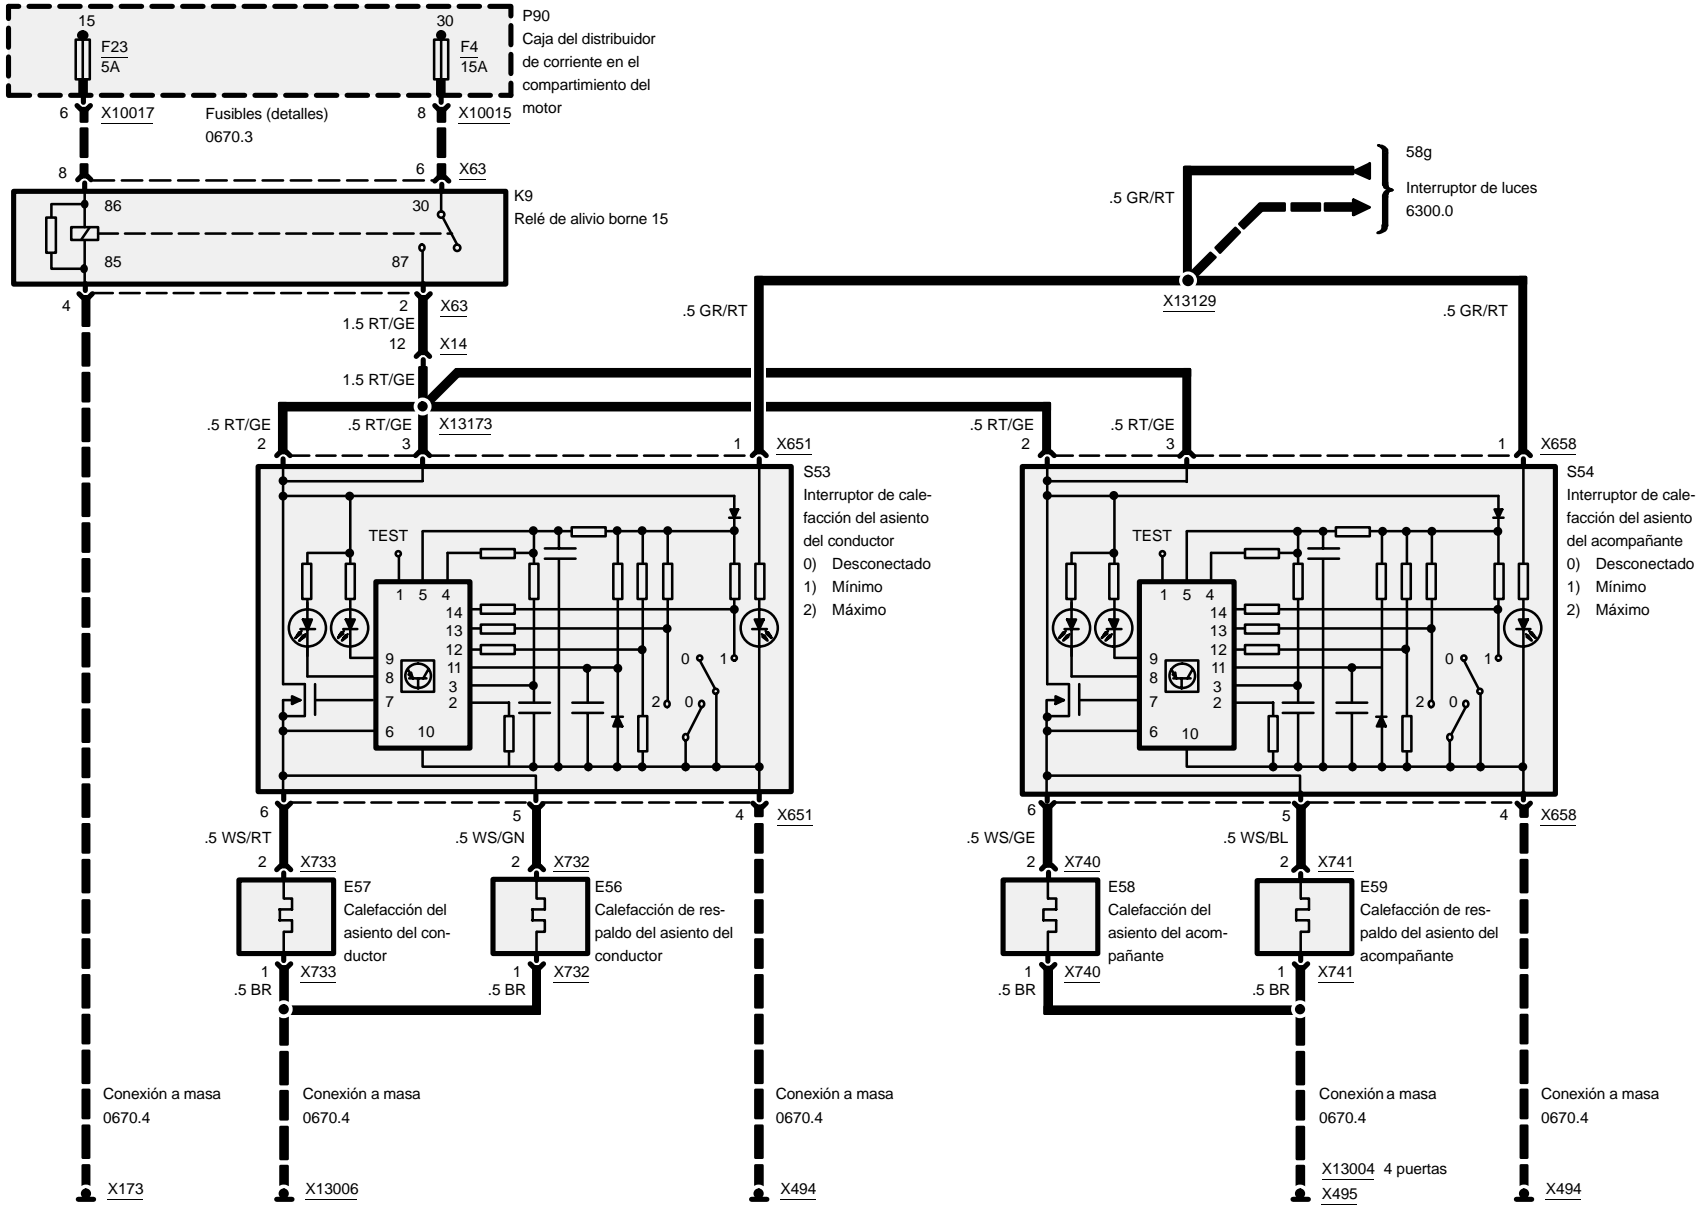 15
30
P90
F23
5A
F4
15A
Caja del distribuidor
de corriente en el
compartimiento del
motor
6
X10017
Fusibles (detalles)
0670.3
8
X10015
8
6
X63
K9
Relé de alivio borne 15
86
30
85
87
58g
Interruptor de luces
6300.0
.5 GR/RT
4
2
X63
1.5 RT/GE
12
X14
1.5 RT/GE
.5 GR/RT
X13129
.5 GR/RT
.5 RT/GE
2
.5 RT/GE
3
X13173
1
X651
.5 RT/GE
2
.5 RT/GE
3
1
X658
S53
Interruptor de cale-
facción del asiento
del conductor
0) Desconectado
1) Mínimo
2) Máximo
TEST
1 5 4
14
13
12
11
3
2
9
8
7
6
10
0
1
2
0
S54
Interruptor de cale-
facción del asiento
del acompañante
0) Desconectado
1) Mínimo
2) Máximo
TEST
1 5 4
14
13
12
11
3
2
9
8
7
6
10
0
1
2
0
6
5
4
X651
6
5
4
X658
.5 WS/RT
.5 WS/GN
.5 WS/GE
.5 WS/BL
2
X733
2
X732
2
X740
2
X741
E57
Calefacción del
asiento del con-
ductor
E56
Calefacción de res-
paldo del asiento del
conductor
E58
Calefacción del
asiento del acom-
pañante
E59
Calefacción de res-
paldo del asiento del
acompañante
1
X733
.5 BR
1
X732
.5 BR
1
X740
.5 BR
1
X741
.5 BR
Conexión a masa
0670.4
Conexión a masa
0670.4
Conexión a masa
0670.4
Conexión a masa
0670.4
Conexión a masa
0670.4
X173
X13006
X494
X13004 4 puertas
X495
X494